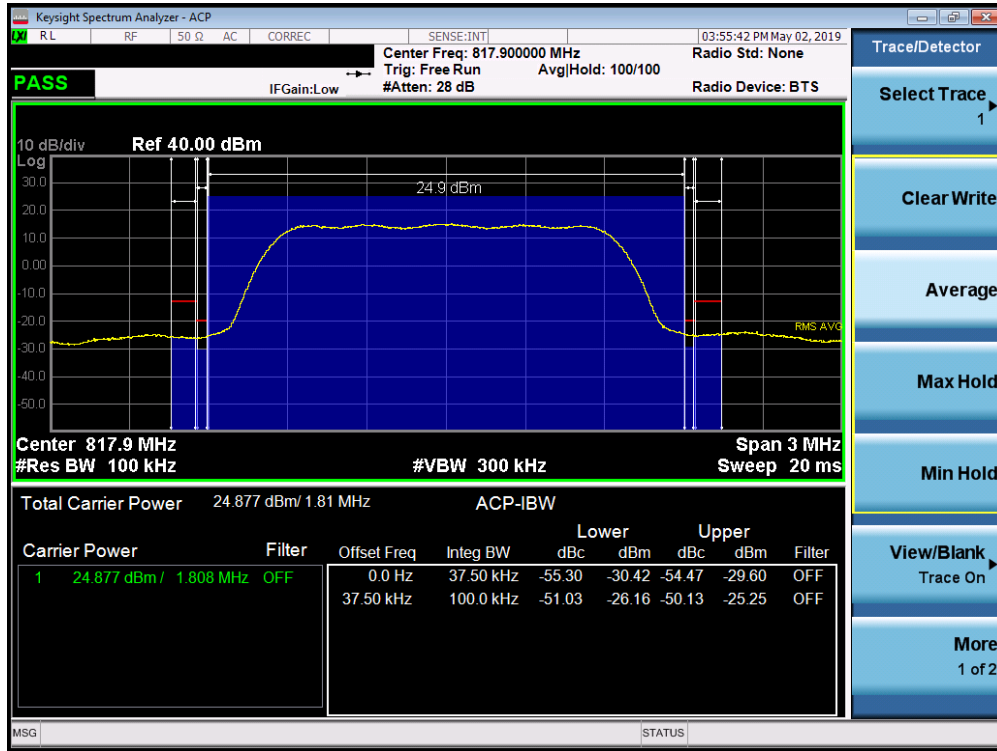 Keysight Spectrum Analyzer - ACP
LXI RL RF 50 Ω AC CORREC SENSE:INT 03:55:42 PM May 02, 2019
Center Freq: 817.900000 MHz Radio Std: None
Trig: Free Run Avg|Hold: 100/100
PASS IFGain:Low #Atten: 28 dB Radio Device: BTS
10 dB/div Ref 40.00 dBm
Log
30.0
24.9 dBm
20.0
10.0
0.00
-10.0
-20.0
RMS AVG
-30.0
-40.0
-50.0
Center 817.9 MHz Span 3 MHz
#Res BW 100 kHz #VBW 300 kHz Sweep 20 ms
Total Carrier Power 24.877 dBm/ 1.81 MHz ACP-IBW
Lower Upper
Carrier Power Filter Offset Freq Integ BW dBc dBm dBc dBm Filter
1 24.877 dBm / 1.808 MHz OFF 0.0 Hz 37.50 kHz -55.30 -30.42 -54.47 -29.60 OFF
37.50 kHz 100.0 kHz -51.03 -26.16 -50.13 -25.25 OFF
MSG STATUS
Trace/Detector
Select Trace
1
Clear Write
Average
Max Hold
Min Hold
View/Blank
Trace On
More
1 of 2